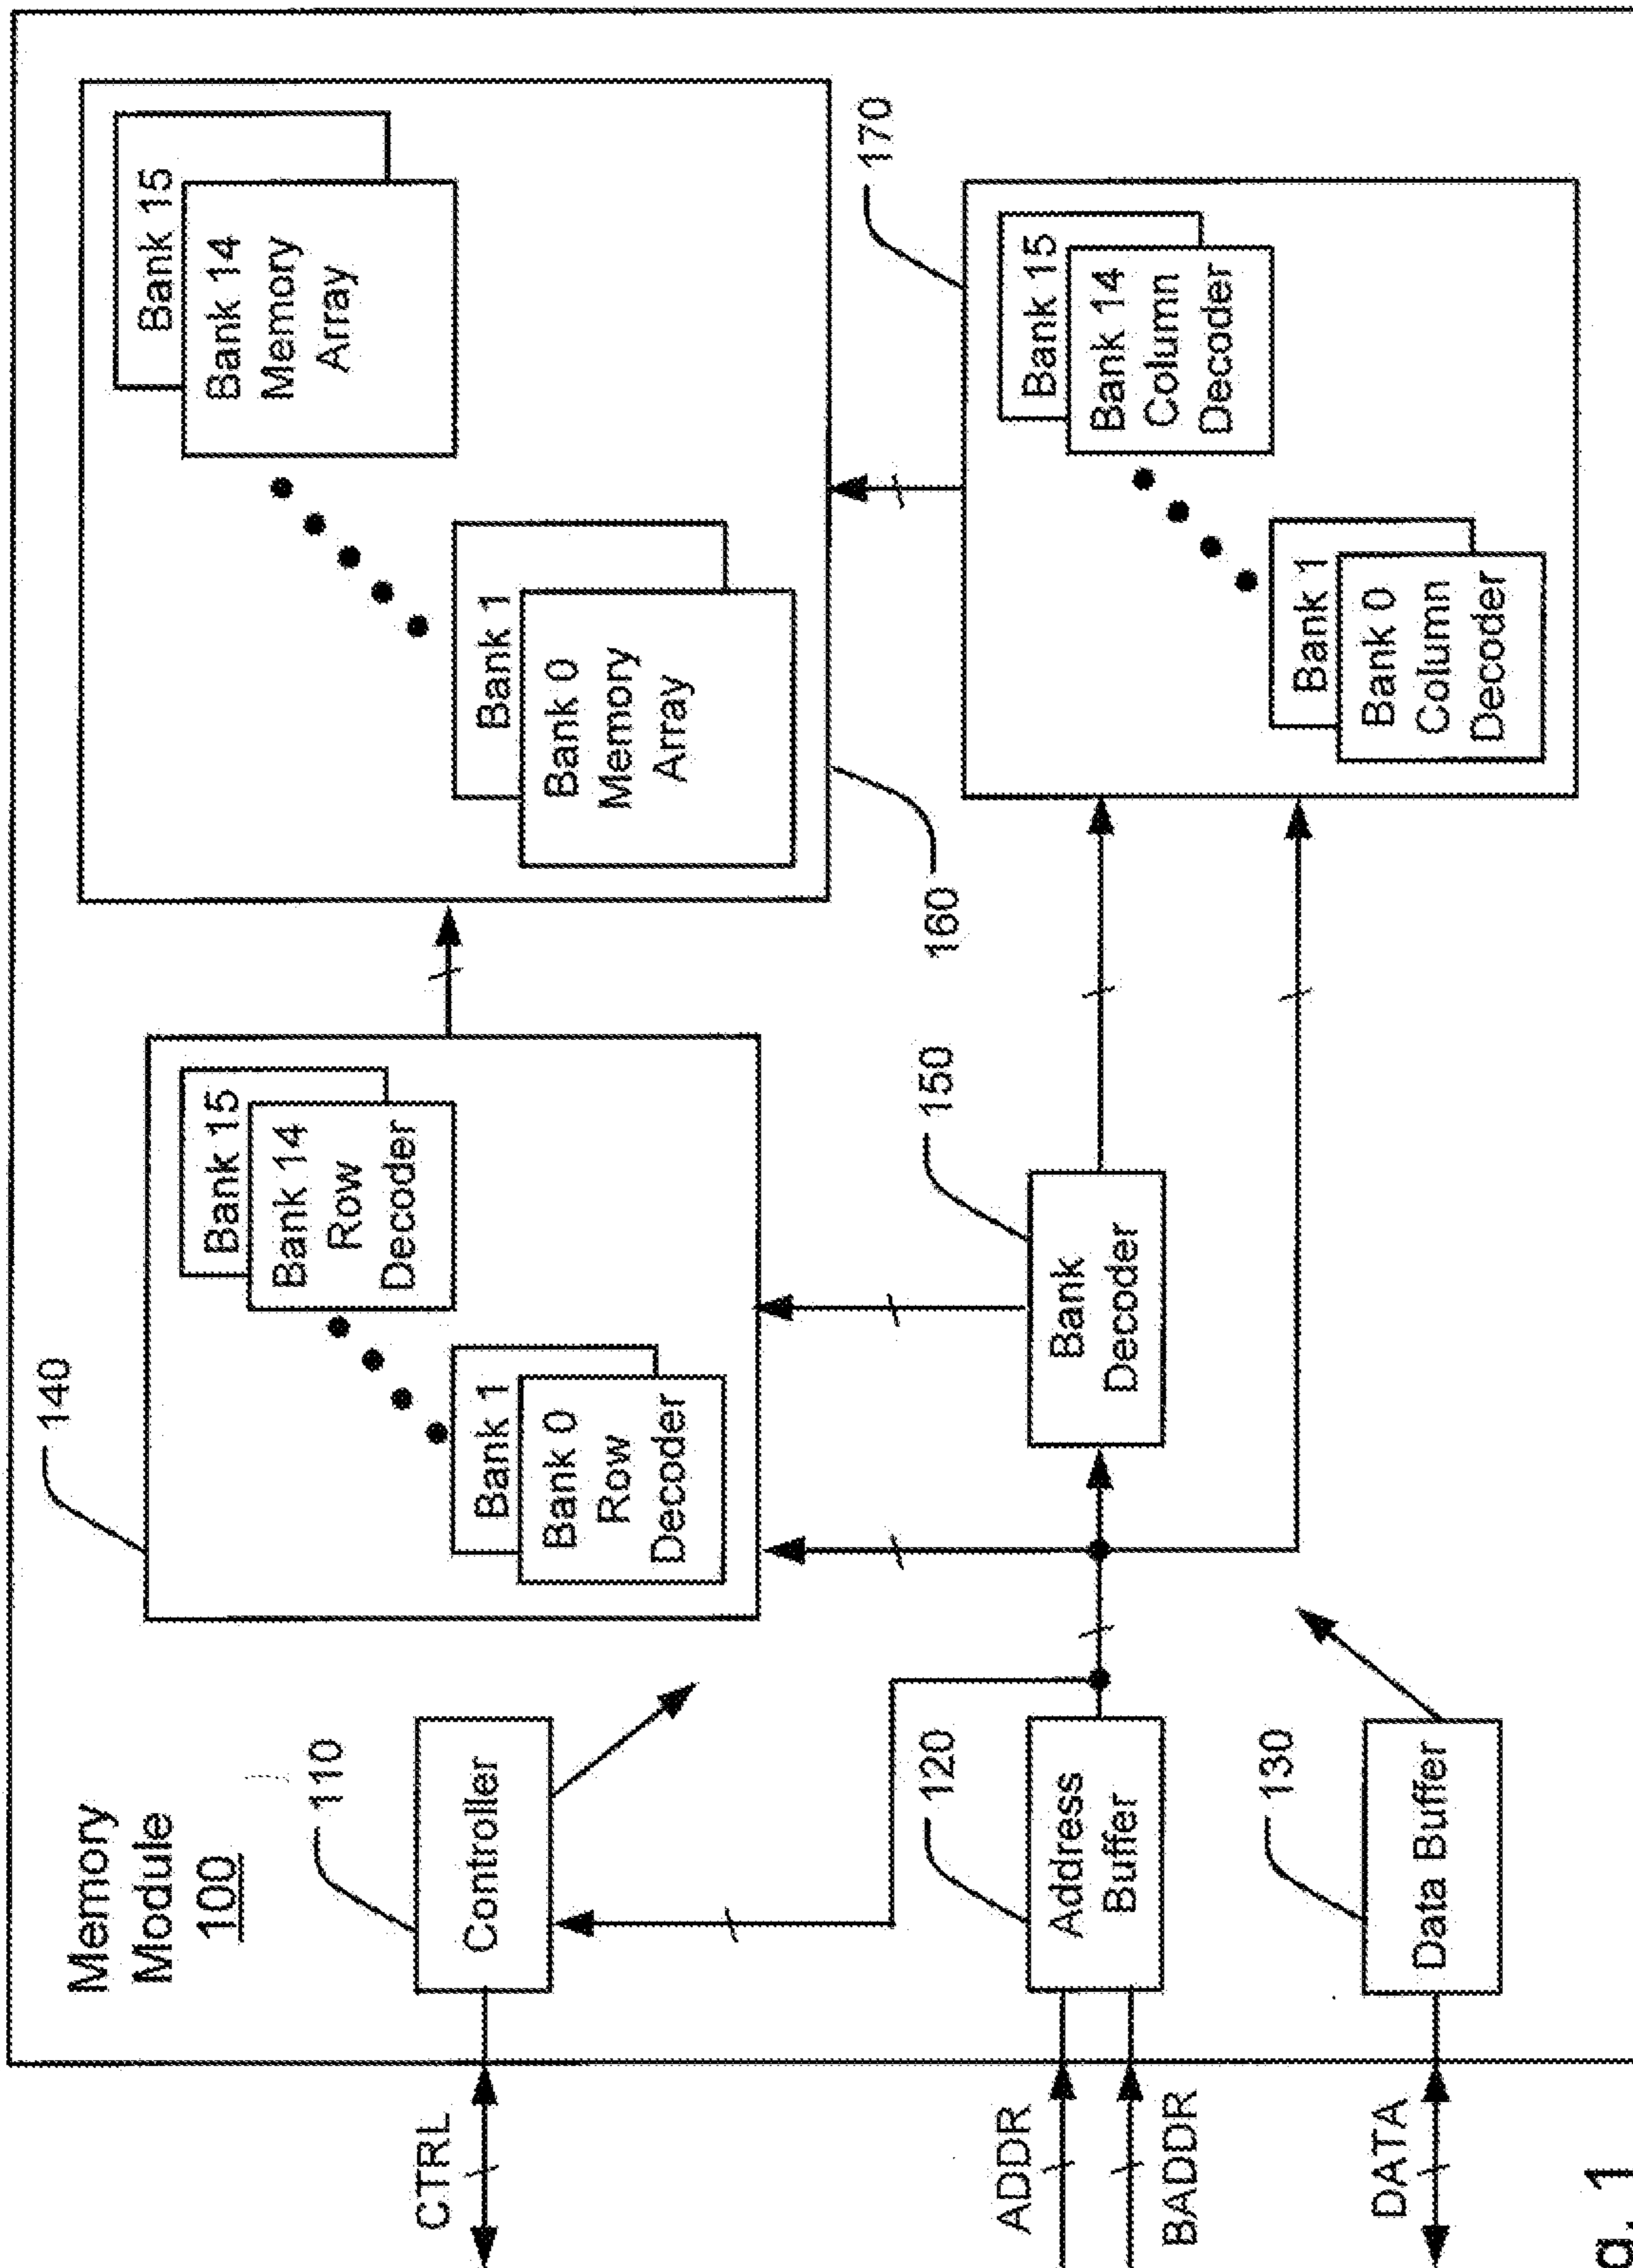 Memory
Module
100
110
Controller
CTRL
120
Address
Buffer
ADDR
BADDR
130
Data Buffer
DATA
140
Bank 15
Bank 14
Row
Decoder
Bank 1
Bank 0
Row
Decoder
150
Bank
Decoder
Bank 15
Bank 14
Memory
Array
Bank 1
Bank 0
Memory
Array
160
170
Bank 15
Bank 14
Column
Decoder
Bank 1
Bank 0
Column
Decoder
g. 1